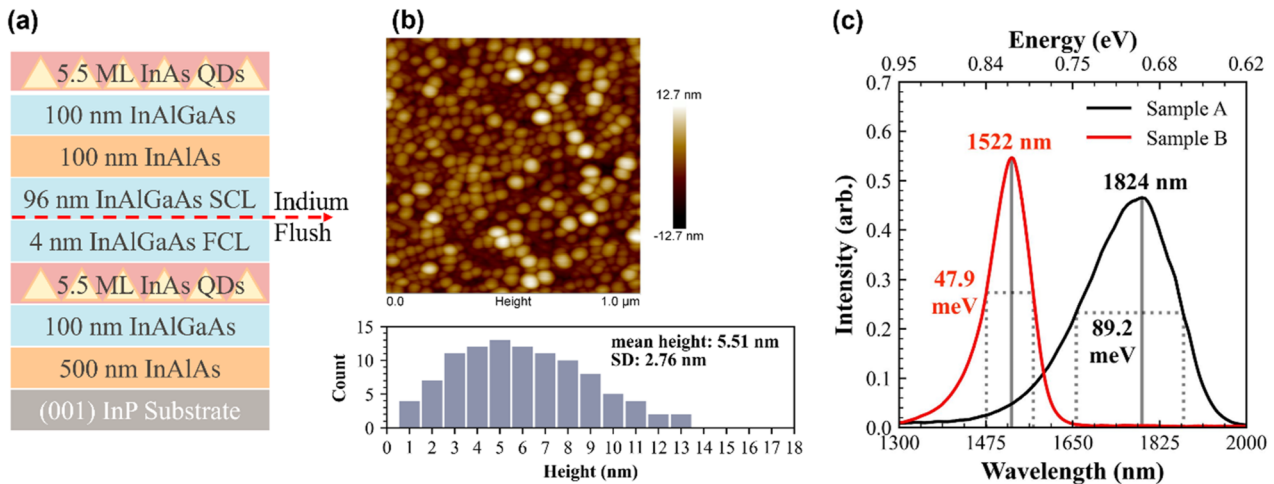 (a)
5.5 ML InAs QDs
100 nm InAlGaAs
100 nm InAlAs
96 nm InAlGaAs SCL
Indium
Flush
4 nm InAlGaAs FCL
5.5 ML InAs QDs
100 nm InAlGaAs
500 nm InAlAs
(001) InP Substrate
(b)
12.7 nm
-12.7 nm
0.0 Height 1.0 µm
mean height: 5.51 nm
SD: 2.76 nm
Count
15
10
5
0
0 1 2 3 4 5 6 7 8 9 10 11 12 13 14 15 16 17 18
Height (nm)
(c)
Energy (eV)
0.95 0.84 0.75 0.68 0.62
Intensity (arb.)
0.7
0.6
0.5
0.4
0.3
0.2
0.1
0.0
Sample A
Sample B
1522 nm
1824 nm
47.9
meV
89.2
meV
1300 1475 1650 1825 2000
Wavelength (nm)